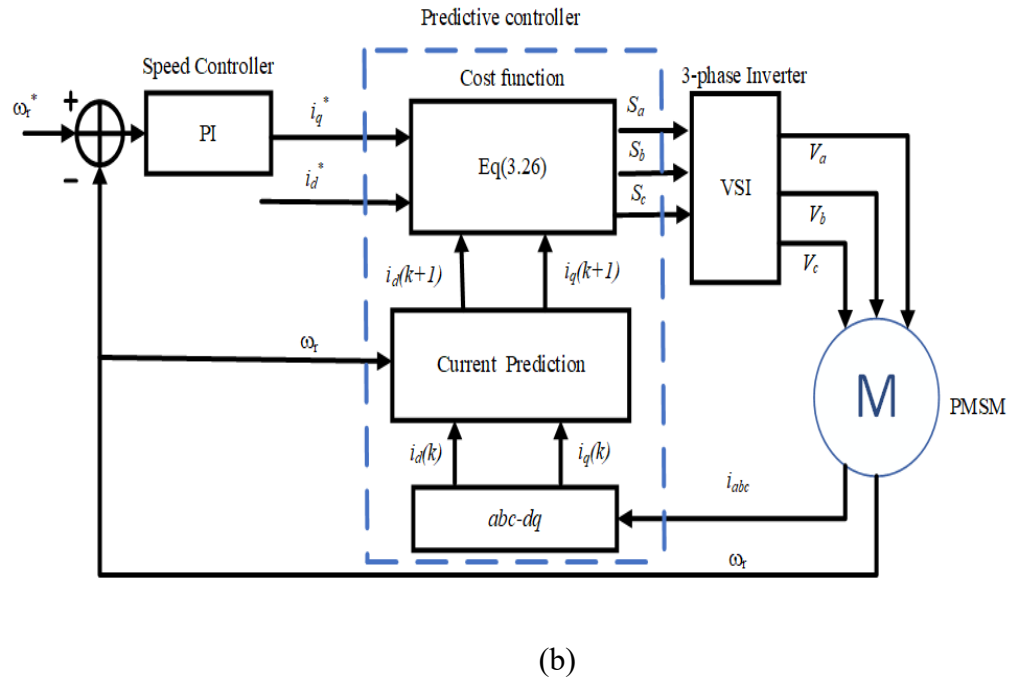 Predictive controller
Speed Controller
Cost function
3-phase Inverter
ωr*
+
−
PI
iq*
id*
Eq(3.26)
Sa
Sb
Sc
VSI
Va
Vb
Vc
id(k+1)
iq(k+1)
ωr
Current Prediction
M
PMSM
id(k)
iq(k)
iabc
abc-dq
ωr
(b)